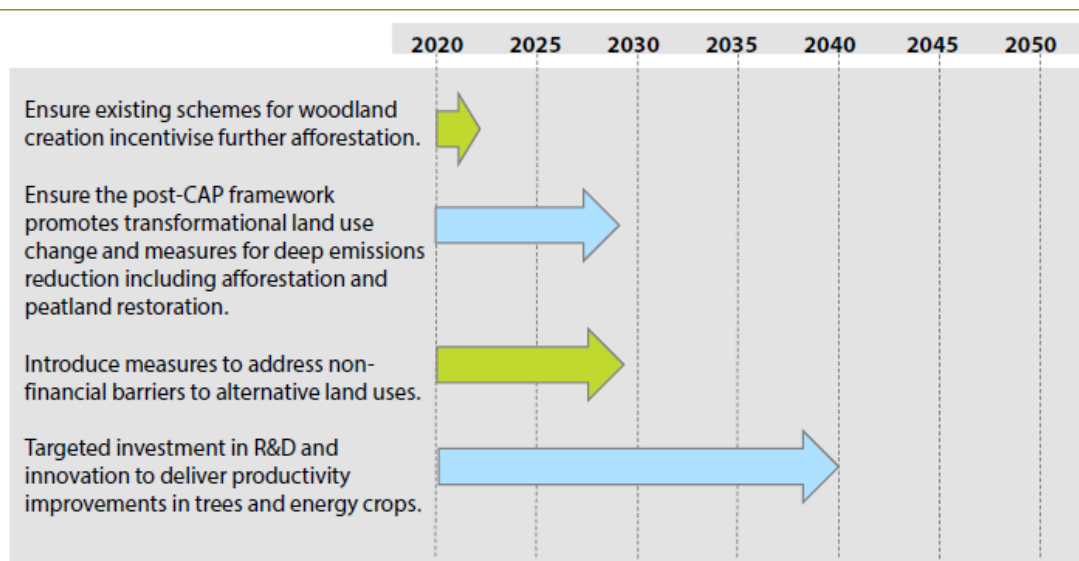 2020 2025 2030 2035 2040 2045 2050
Ensure existing schemes for woodland
creation incentivise further afforestation.
Ensure the post-CAP framework
promotes transformational land use
change and measures for deep emissions
reduction including afforestation and
peatland restoration.
Introduce measures to address non-
financial barriers to alternative land uses.
Targeted investment in R&D and
innovation to deliver productivity
improvements in trees and energy crops.